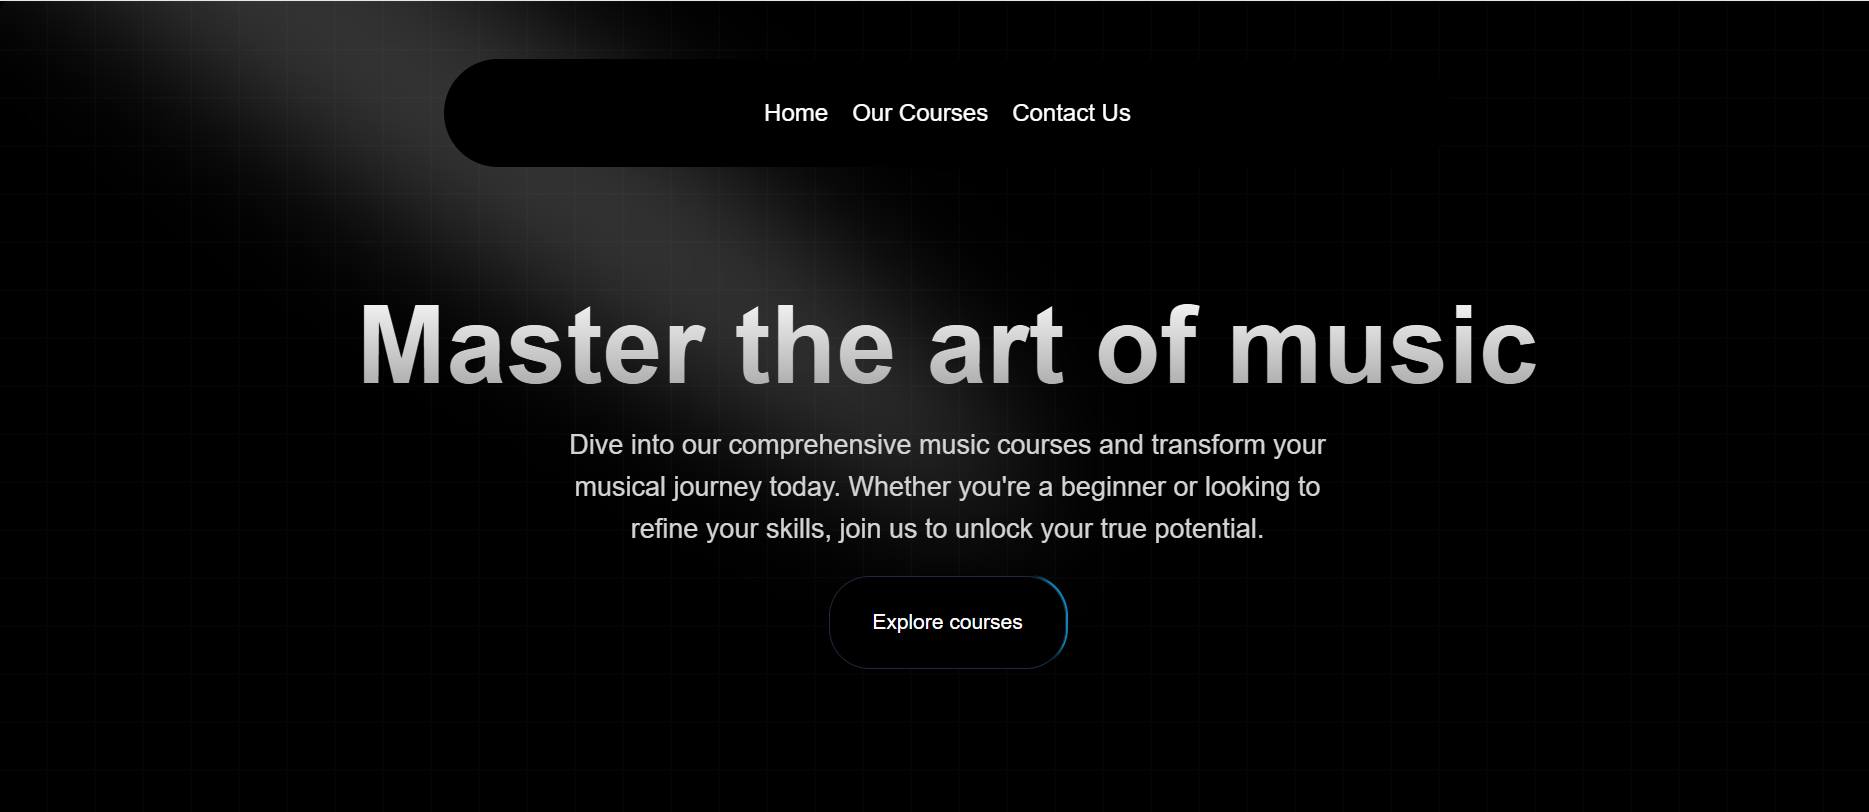 Home Our Courses Contact Us
Master the art of music
Dive into our comprehensive music courses and transform your
musical journey today. Whether you're a beginner or looking to
refine your skills, join us to unlock your true potential.
Explore courses